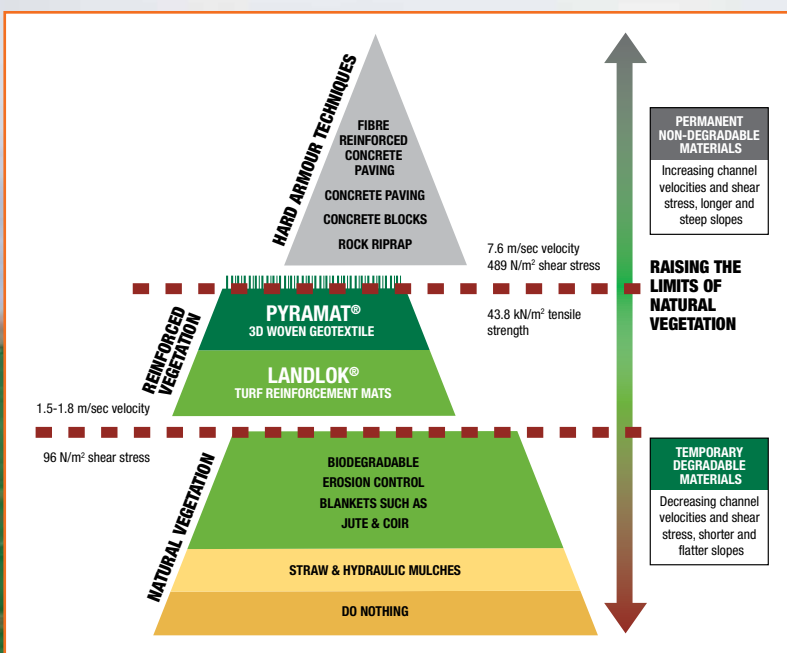 HARD ARMOUR TECHNIQUES
FIBRE
REINFORCED
CONCRETE
PAVING
CONCRETE PAVING
CONCRETE BLOCKS
ROCK RIPRAP
7.6 m/sec velocity
489 N/m² shear stress
PERMANENT
NON-DEGRADABLE
MATERIALS
Increasing channel
velocities and shear
stress, longer and
steep slopes
RAISING THE
LIMITS OF
NATURAL
VEGETATION
REINFORCED
VEGETATION
PYRAMAT®
3D WOVEN GEOTEXTILE
43.8 kN/m² tensile
strength
LANDLOK®
TURF REINFORCEMENT MATS
1.5-1.8 m/sec velocity
96 N/m² shear stress
NATURAL VEGETATION
BIODEGRADABLE
EROSION CONTROL
BLANKETS SUCH AS
JUTE & COIR
STRAW & HYDRAULIC MULCHES
DO NOTHING
TEMPORARY
DEGRADABLE
MATERIALS
Decreasing channel
velocities and shear
stress, shorter and
flatter slopes